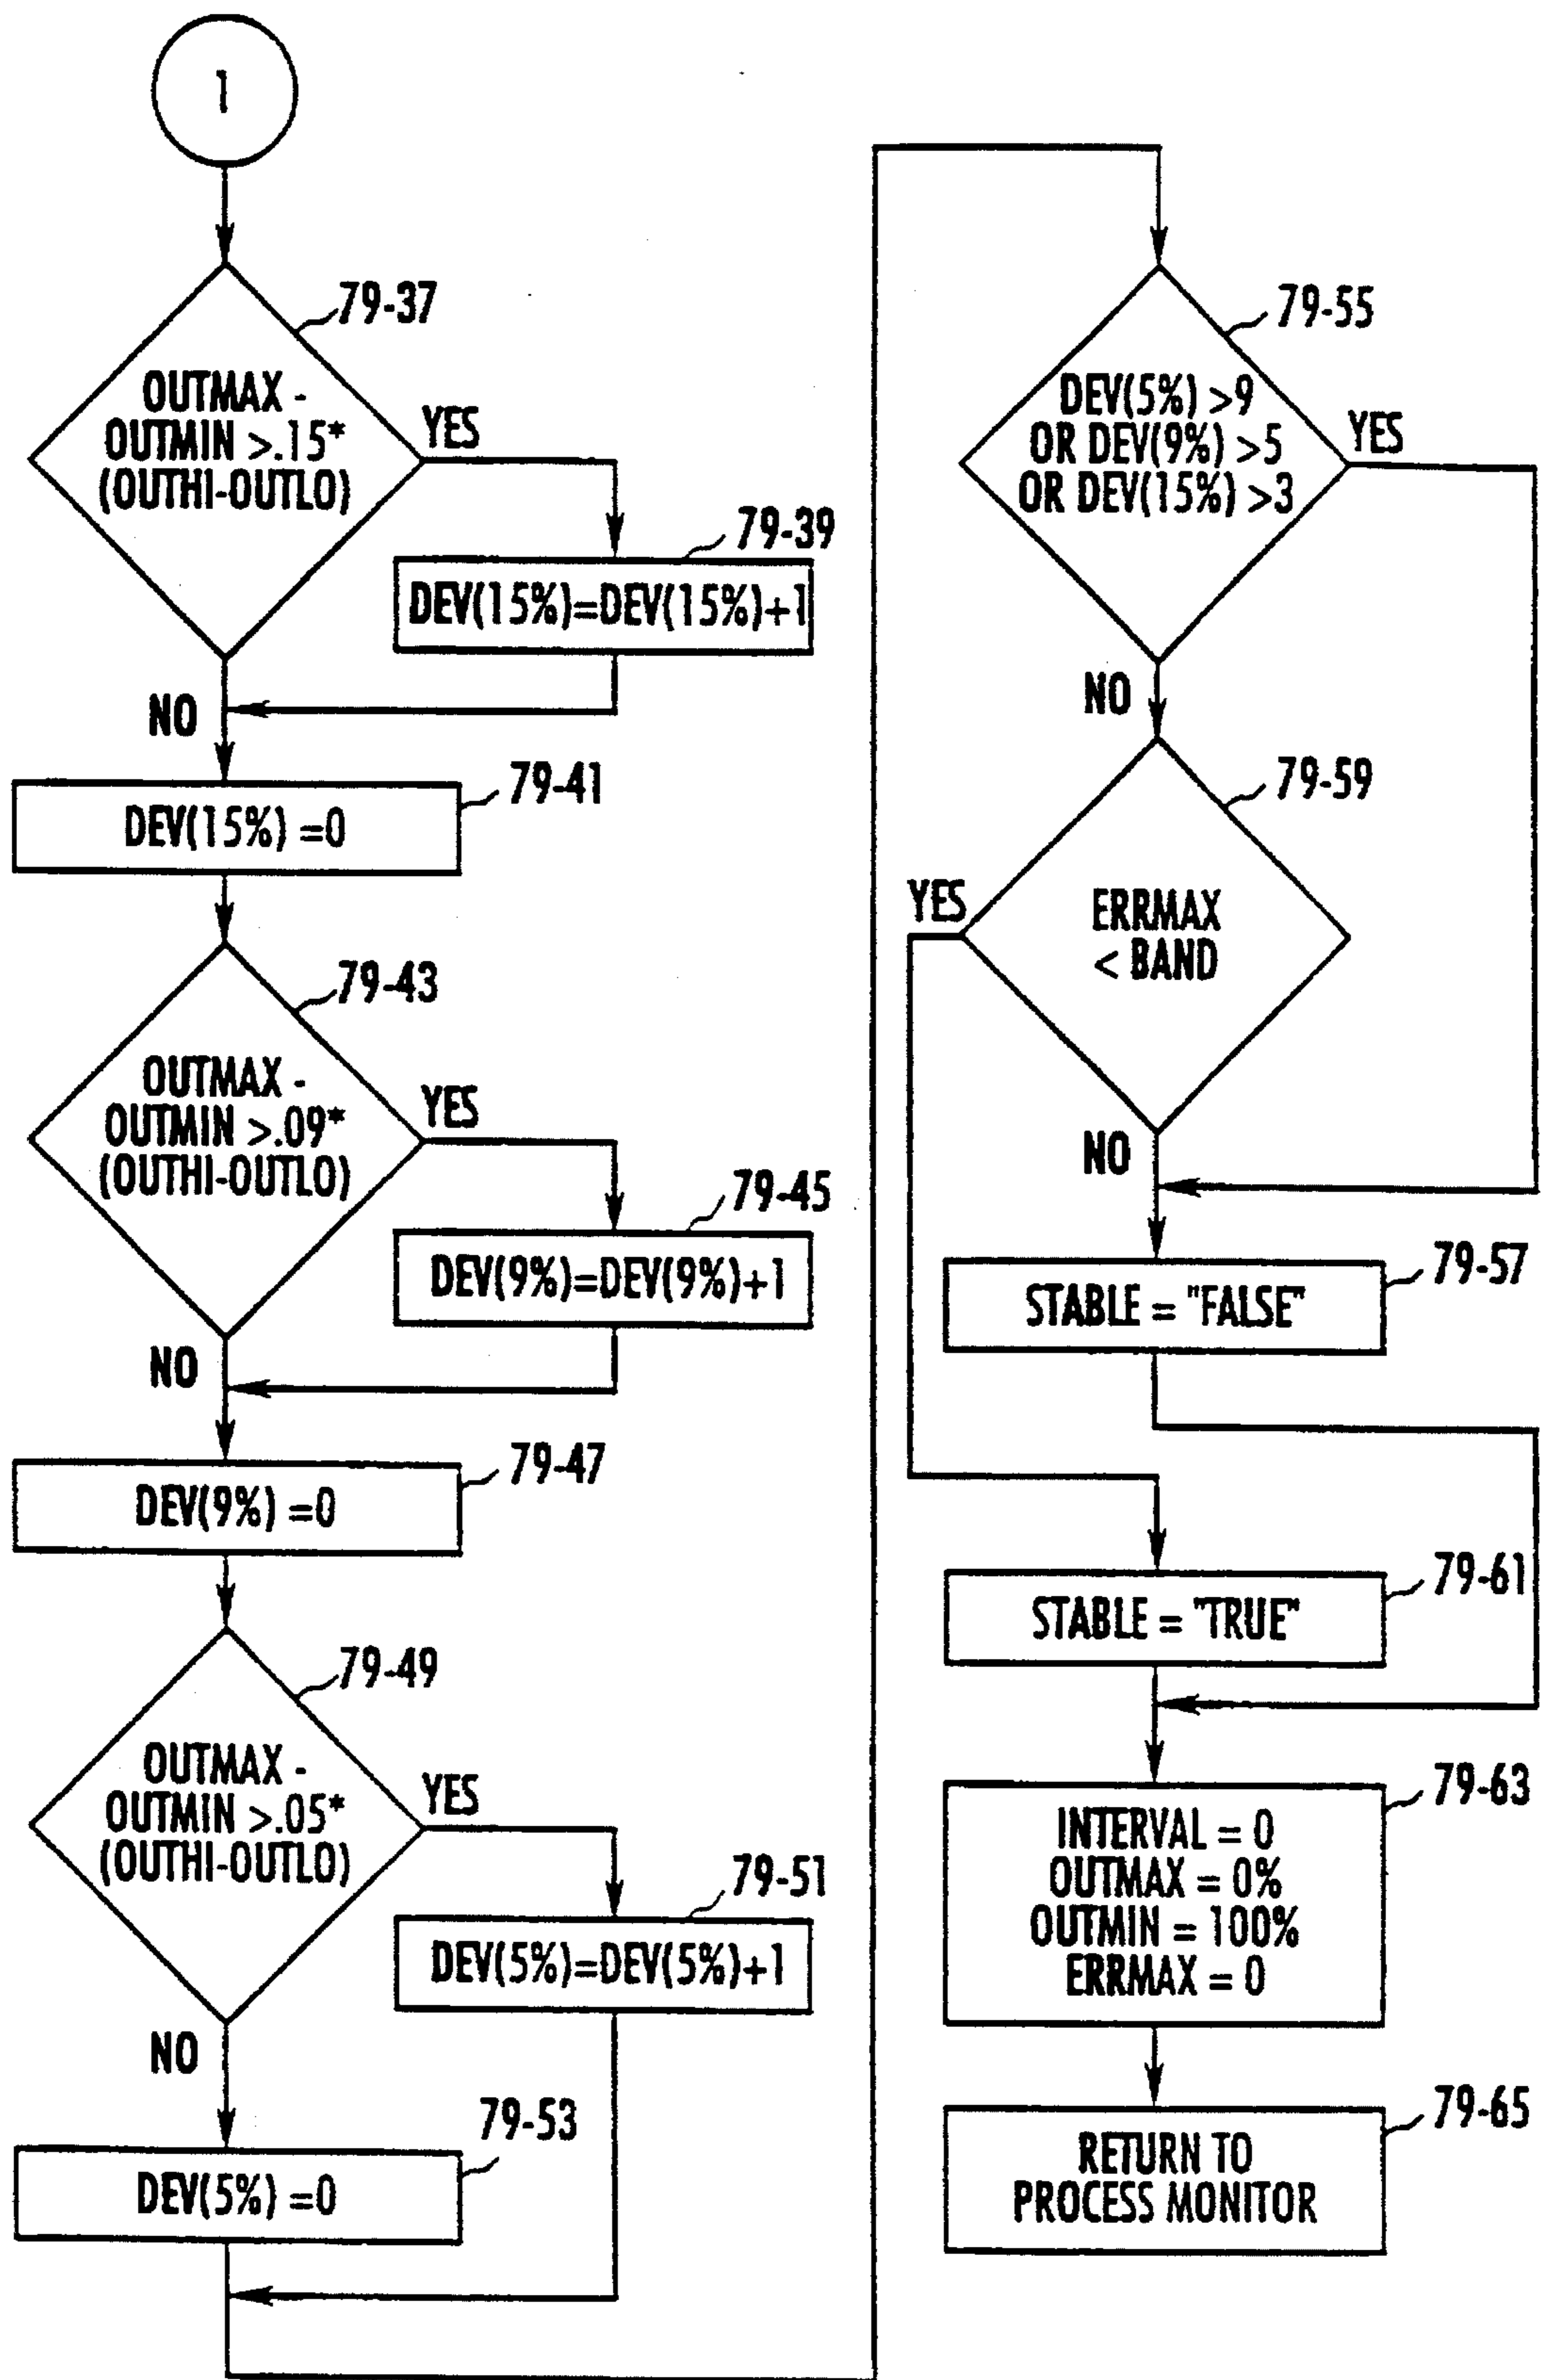 1
79-37
OUTMAX -
OUTMIN >.15*
(OUTHI-OUTLO)
YES
79-39
DEV(15%)=DEV(15%)+1
NO
79-41
DEV(15%) =0
79-43
OUTMAX -
OUTMIN >.09*
(OUTHI-OUTLO)
YES
79-45
DEV(9%)=DEV(9%)+1
NO
79-47
DEV(9%) =0
79-49
OUTMAX -
OUTMIN >.05*
(OUTHI-OUTLO)
YES
79-51
DEV(5%)=DEV(5%)+1
NO
79-53
DEV(5%) =0
79-55
DEV(5%) >9
OR DEV(9%) >5
OR DEV(15%) >3
YES
NO
79-59
YES
ERRMAX
< BAND
NO
79-57
STABLE = "FALSE"
79-61
STABLE = "TRUE"
79-63
INTERVAL = 0
OUTMAX = 0%
OUTMIN = 100%
ERRMAX = 0
79-65
RETURN TO
PROCESS MONITOR